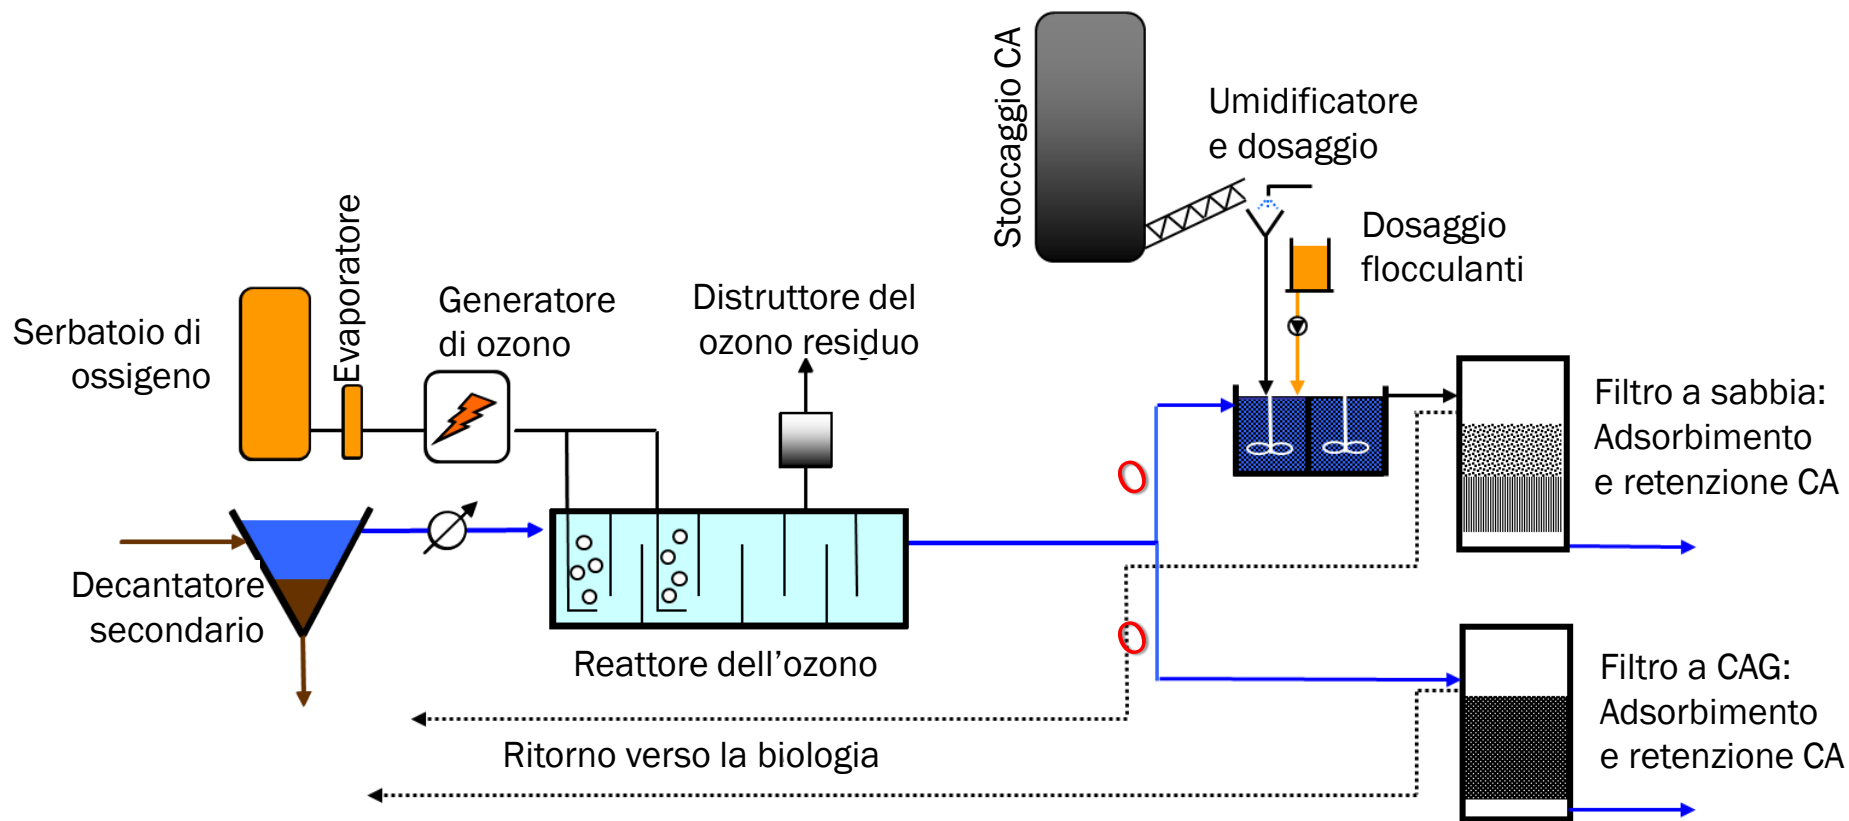 Stoccaggio CA
Umidificatore
e dosaggio
Dosaggio
flocculanti
Serbatoio di
ossigeno
Evaporatore
Generatore
di ozono
Distruttore del
ozono residuo
Filtro a sabbia:
Adsorbimento
e retenzione CA
Decantatore
secondario
Reattore dell’ozono
O
O
Ritorno verso la biologia
Filtro a CAG:
Adsorbimento
e retenzione CA